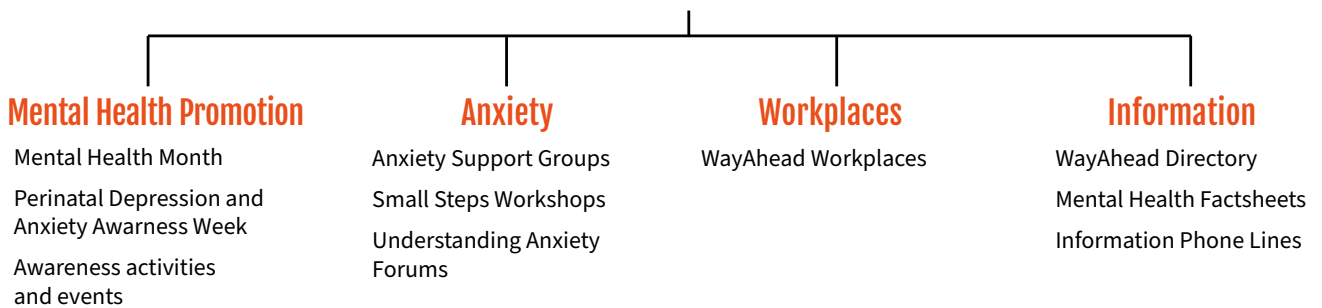 Mental Health Promotion
Mental Health Month
Perinatal Depression and
Anxiety Awarness Week
Awareness activities
and events
Anxiety
Anxiety Support Groups
Small Steps Workshops
Understanding Anxiety
Forums
Workplaces
WayAhead Workplaces
Information
WayAhead Directory
Mental Health Factsheets
Information Phone Lines